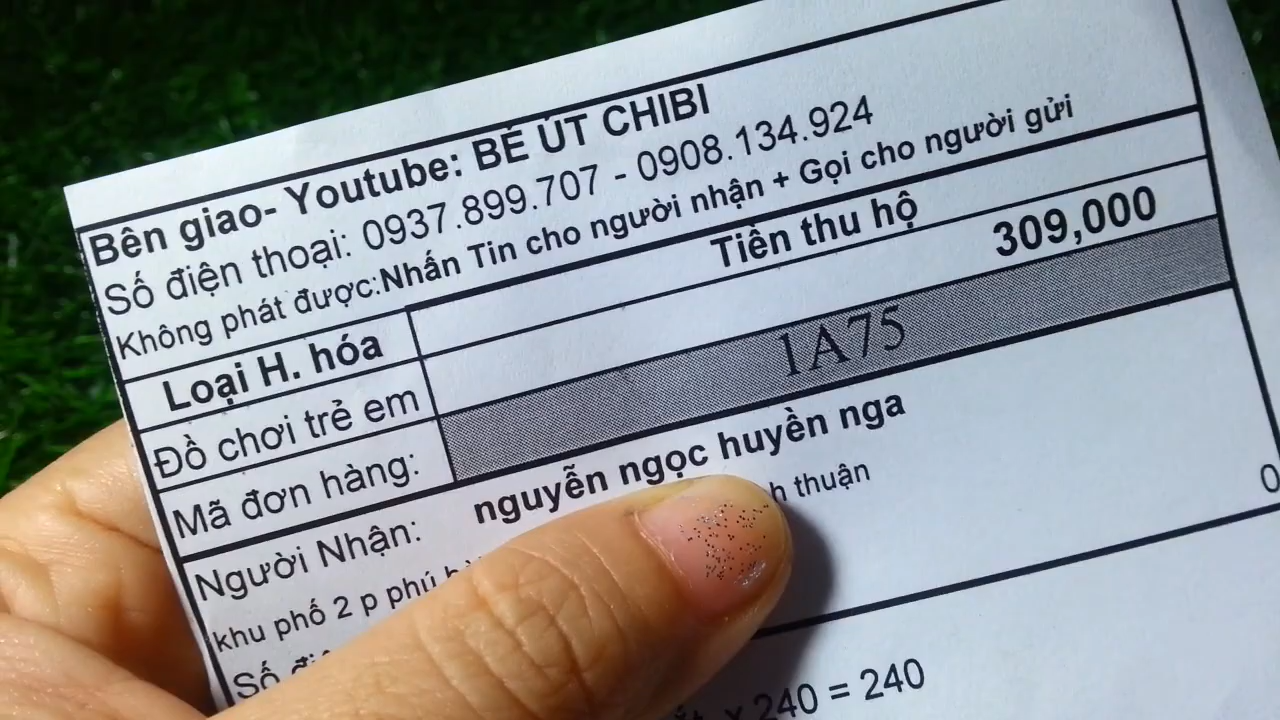 Bên giao- Youtube: BÉ ÚT CHIBI
Số điện thoại: 0937.899.707 - 0908.134.924
Không phát được:Nhấn Tin cho người nhận + Gọi cho người gửi
Loại H. hóa
Tiền thu hộ
Đồ chơi trẻ em
309,000
Mã đơn hàng:
1A75
Người Nhận: nguyễn ngọc huyền nga
khu phố 2 p phú thuận
Số
0
240 = 240